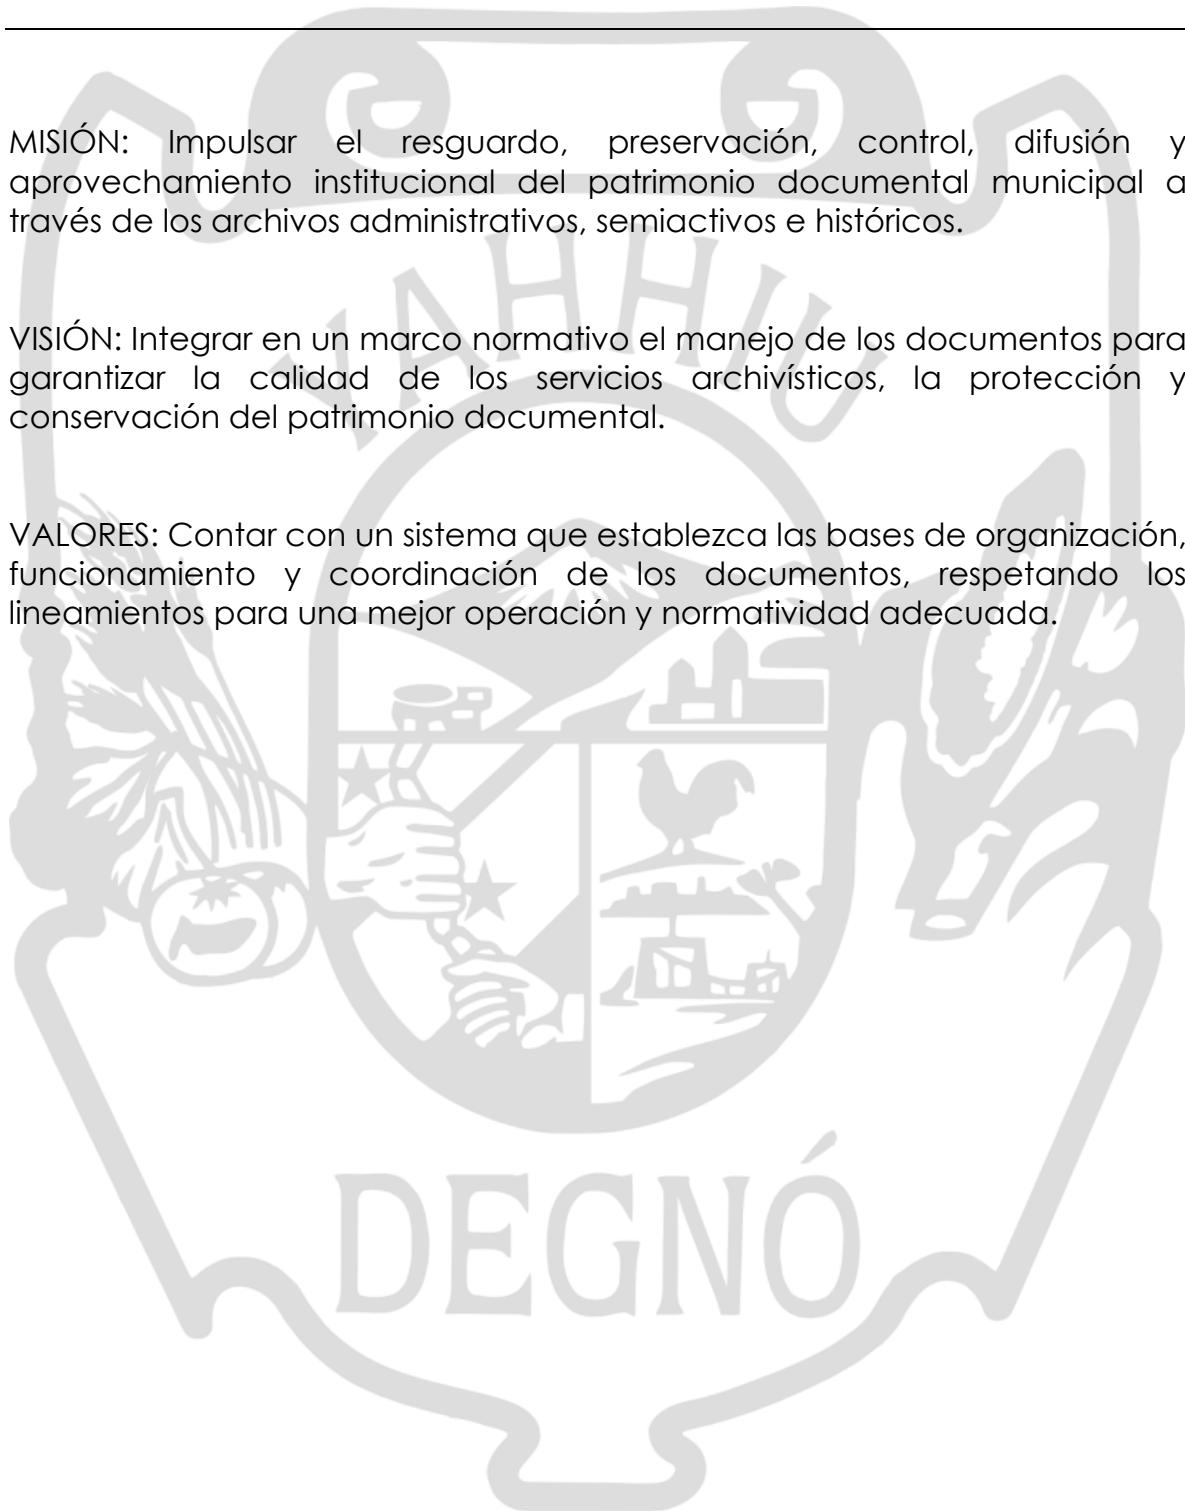 MISIÓN: Impulsar el resguardo, preservación, control, difusión y
aprovechamiento institucional del patrimonio documental municipal a
través de los archivos administrativos, semiactivos e históricos.
YAHHIU
VISIÓN: Integrar en un marco normativo el manejo de los documentos para
garantizar la calidad de los servicios archivísticos, la protección y
conservación del patrimonio documental.
VALORES: Contar con un sistema que establezca las bases de organización,
funcionamiento y coordinación de los documentos, respetando los
lineamientos para una mejor operación y normatividad adecuada.
DEGNÓ